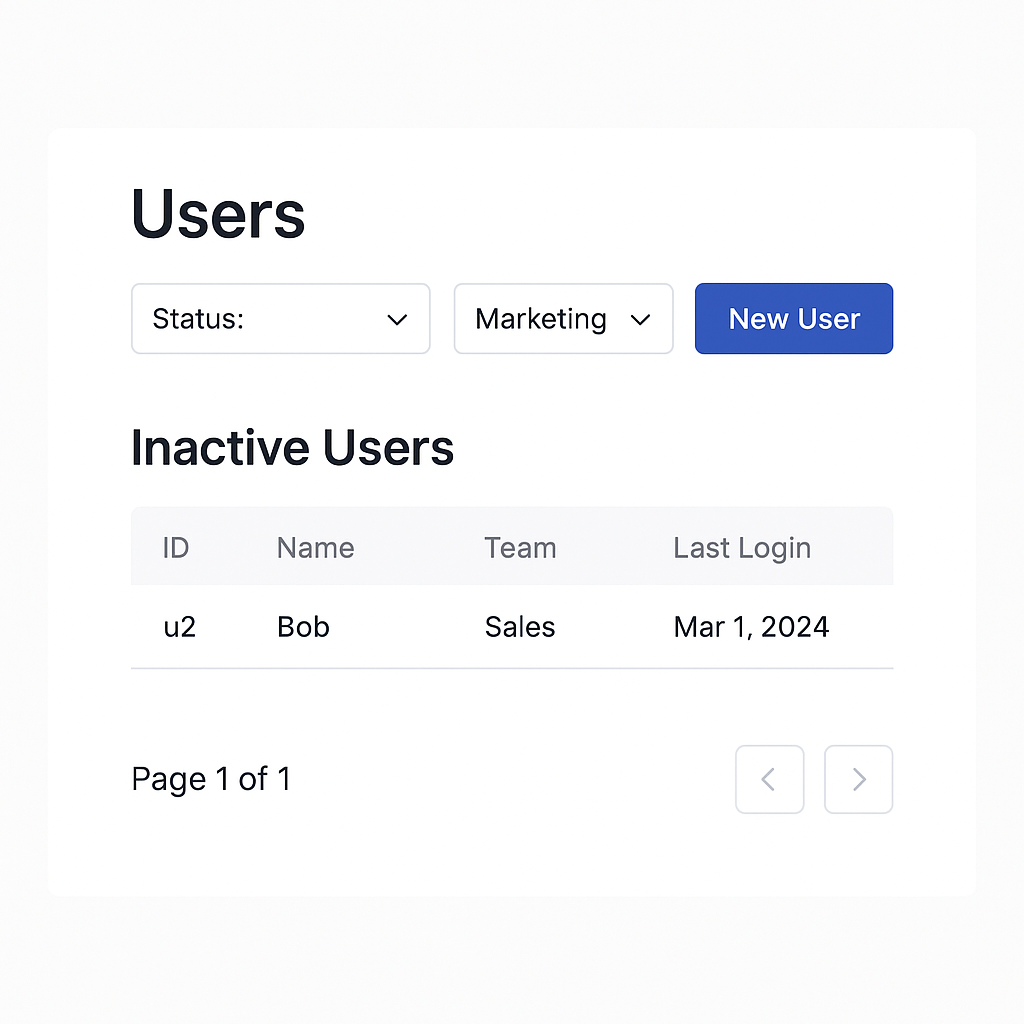 Users
Status: Marketing New User
Inactive Users
ID Name Team Last Login
u2 Bob Sales Mar 1, 2024
Page 1 of 1